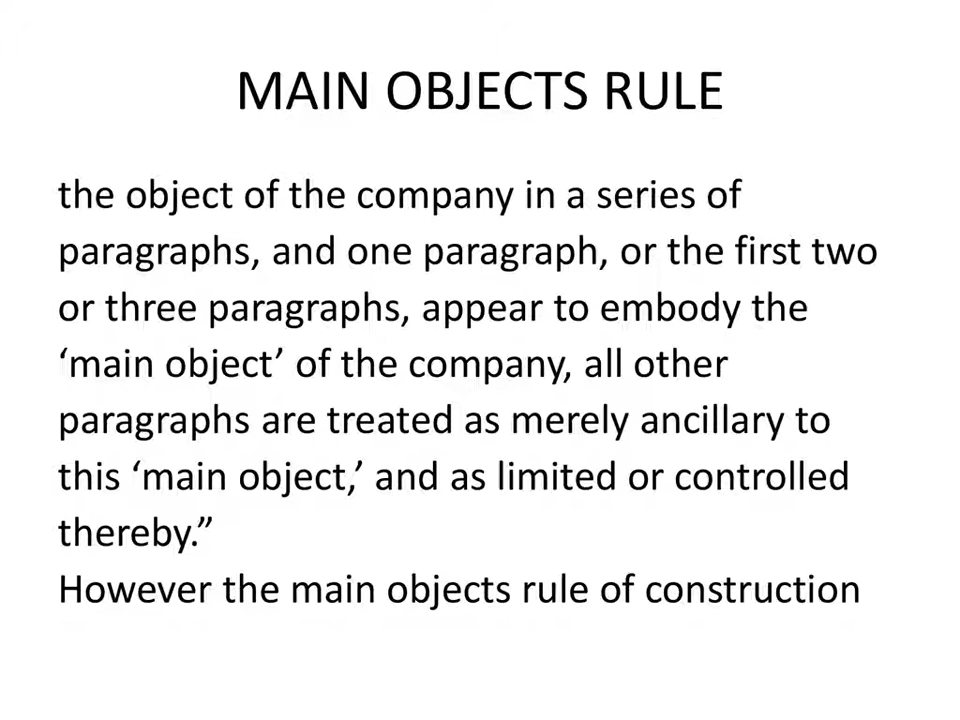 MAIN OBJECTS RULE
the object of the company in a series of
paragraphs, and one paragraph, or the first two
or three paragraphs, appear to embody the
‘main object’ of the company, all other
paragraphs are treated as merely ancillary to
this ‘main object,’ and as limited or controlled
thereby.”
However the main objects rule of construction